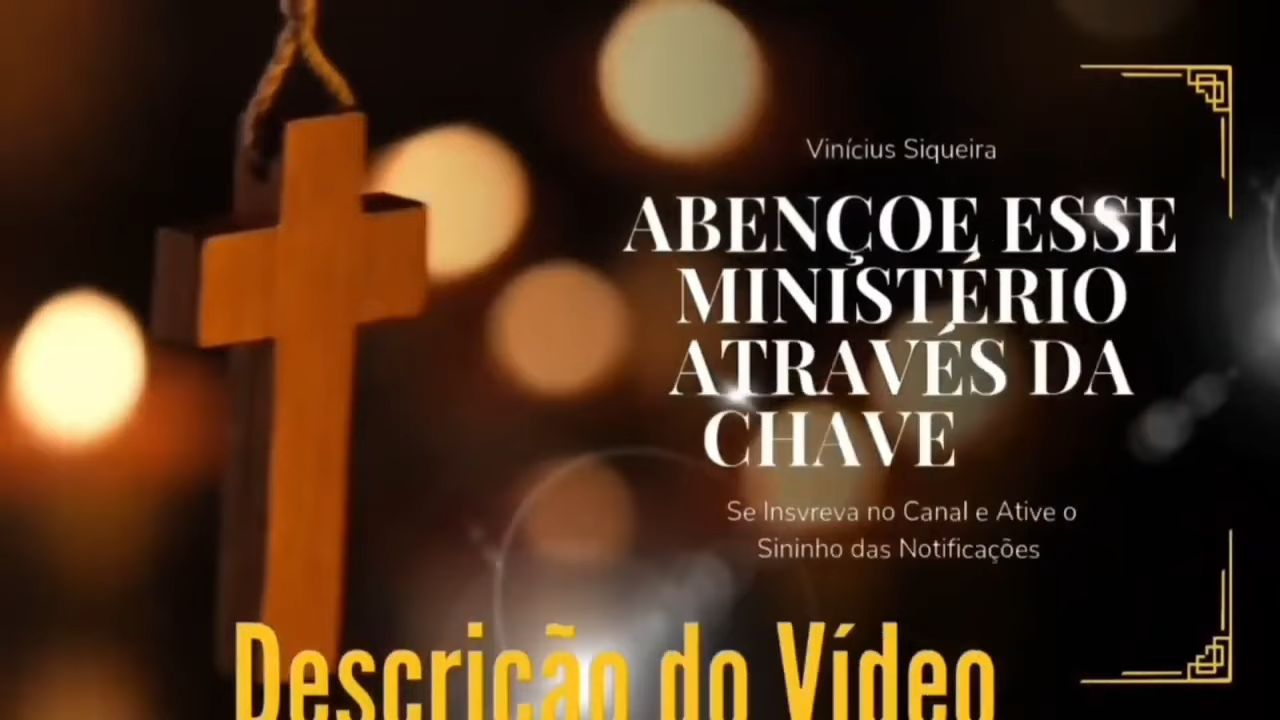 Vinícius Siqueira
ABENÇOE ESSE
MINISTÉRIO
ATRAVÉS DA
CHAVE
Se Insvreva no Canal e Ative o
Sininho das Notificações
Descrição do Vídeo